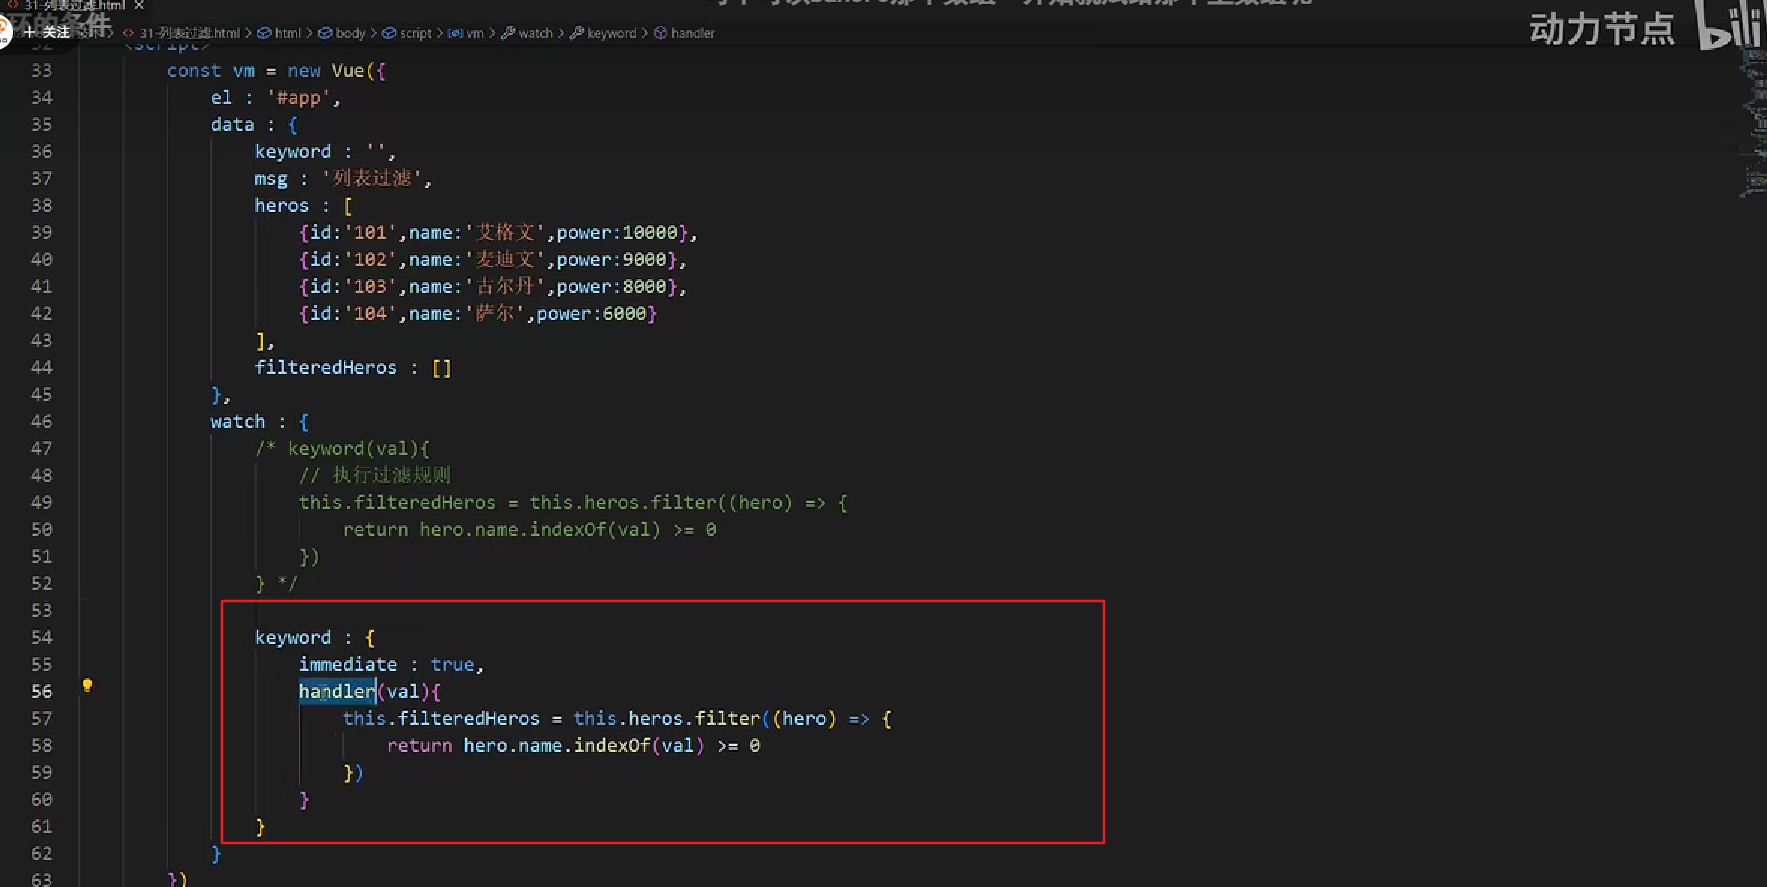 31-列表过滤.html ×
环的条件
+ 关注
动力节点
bilibili
31-列表过滤.html > html > body > script > vm > watch > keyword > handler
32 <script>
33 const vm = new Vue({
34 el : '#app',
35 data : {
36 keyword : '',
37 msg : '列表过滤',
38 heros : [
39 {id:'101',name:'艾格文',power:10000},
40 {id:'102',name:'麦迪文',power:9000},
41 {id:'103',name:'古尔丹',power:8000},
42 {id:'104',name:'萨尔',power:6000}
43 ],
44 filteredHeros : []
45 },
46 watch : {
47 /* keyword(val){
48 // 执行过滤规则
49 this.filteredHeros = this.heros.filter((hero) => {
50 return hero.name.indexOf(val) >= 0
51 })
52 } */
53
54 keyword : {
55 immediate : true,
56 handler(val){
57 this.filteredHeros = this.heros.filter((hero) => {
58 return hero.name.indexOf(val) >= 0
59 })
60 }
61 }
62 }
63 })